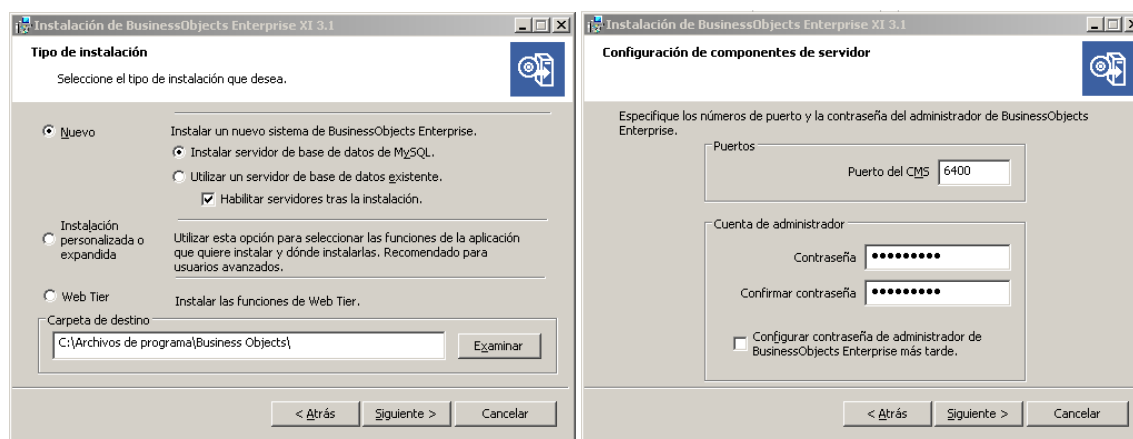 Instalación de BusinessObjects Enterprise XI 3.1
Tipo de instalación
Seleccione el tipo de instalación que desea.
Nuevo
Instalar un nuevo sistema de BusinessObjects Enterprise.
Instalar servidor de base de datos de MySQL.
Utilizar un servidor de base de datos existente.
Habilitar servidores tras la instalación.
Instalación
personalizada o
expandida
Utilizar esta opción para seleccionar las funciones de la aplicación
que quiere instalar y dónde instalarlas. Recomendado para
usuarios avanzados.
Web Tier
Instalar las funciones de Web Tier.
Carpeta de destino
C:\Archivos de programa\Business Objects\
Examinar
< Atrás
Siguiente >
Cancelar
Instalación de BusinessObjects Enterprise XI 3.1
Configuración de componentes de servidor
Especifique los números de puerto y la contraseña del administrador de BusinessObjects
Enterprise.
Puertos
Puerto del CMS 6400
Cuenta de administrador
Contraseña •••••••••
Confirmar contraseña •••••••••
Configurar contraseña de administrador de
BusinessObjects Enterprise más tarde.
< Atrás
Siguiente >
Cancelar